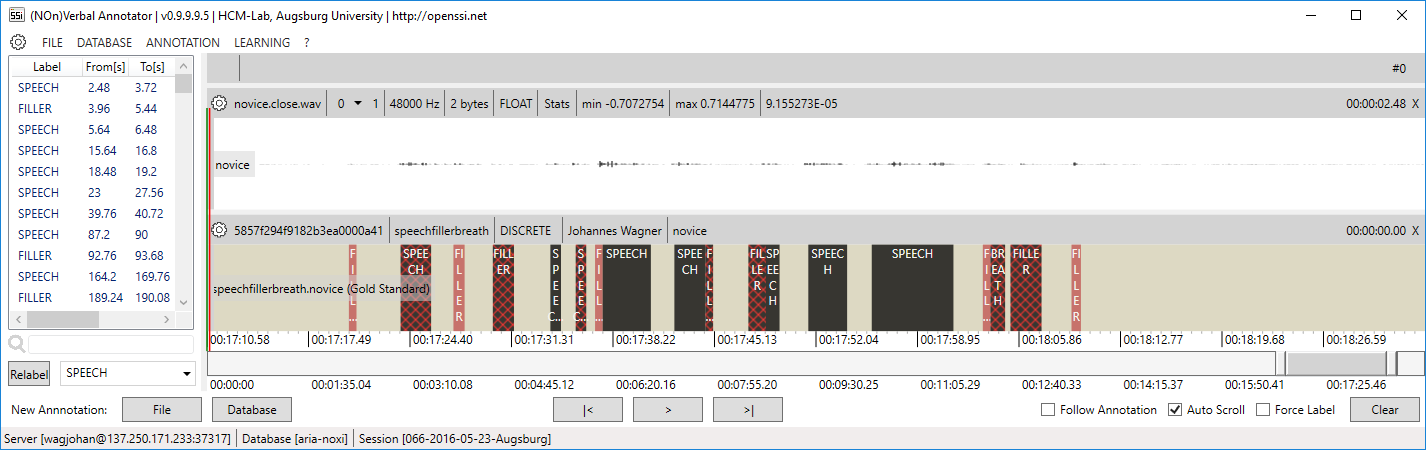 SSI (NOn)Verbal Annotator | v0.9.9.9.5 | HCM-Lab, Augsburg University | http://openssi.net
FILE DATABASE ANNOTATION LEARNING ?
Label From[s] To[s]
SPEECH 2.48 3.72
FILLER 3.96 5.44
SPEECH 5.64 6.48
SPEECH 15.64 16.8
SPEECH 18.48 19.2
SPEECH 23 27.56
SPEECH 39.76 40.72
SPEECH 87.2 90
FILLER 92.76 93.68
SPEECH 164.2 169.76
FILLER 189.24 190.08
Relabel SPEECH
#0
novice.close.wav 0 1 48000 Hz 2 bytes FLOAT Stats min -0.7072754 max 0.7144775 9.155273E-05 00:00:02.48 X
novice
5857f294f9182b3ea0000a41 speechfillerbreath DISCRETE Johannes Wagner novice 00:00:00.00 X
FIL... SPEECH FILLER FILLER SPEEC... SPEEC... FILL... SPEECH SPEECH FILL... FILLER SPEECH SPEECH SPEECH FILL... BREATH FILLER FILLER
speechfillerbreath.novice (Gold Standard)
00:17:10.58 00:17:17.49 00:17:24.40 00:17:31.31 00:17:38.22 00:17:45.13 00:17:52.04 00:17:58.95 00:18:05.86 00:18:12.77 00:18:19.68 00:18:26.59
00:00:00 00:01:35.04 00:03:10.08 00:04:45.12 00:06:20.16 00:07:55.20 00:09:30.25 00:11:05.29 00:12:40.33 00:14:15.37 00:15:50.41 00:17:25.46
New Annnotation: File Database |< > >| Follow Annotation Auto Scroll Force Label Clear
Server [wagjohan@137.250.171.233:37317] Database [aria-noxi] Session [066-2016-05-23-Augsburg]